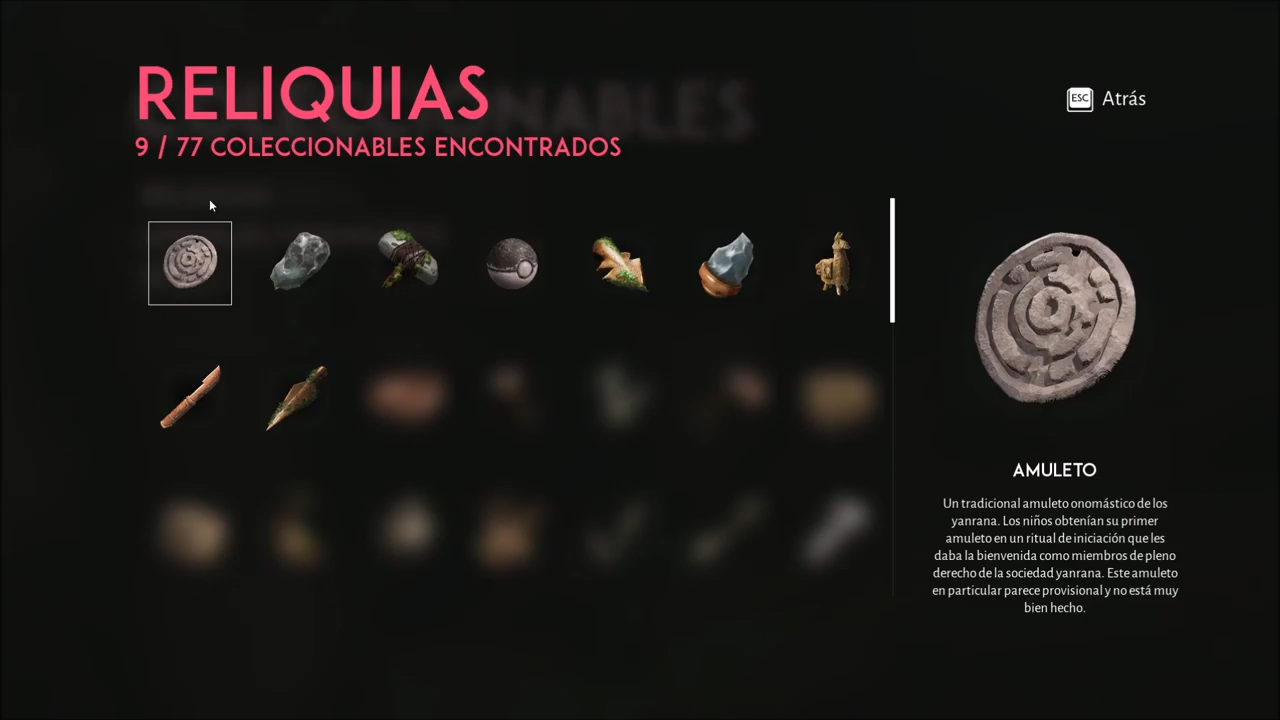 RELIQUIAS
NABLES
9 / 77 COLECCIONABLES ENCONTRADOS
ESC Atrás
AMULETO
Un tradicional amuleto onomástico de los
yanrana. Los niños obtenían su primer
amuleto en un ritual de iniciación que les
daba la bienvenida como miembros de pleno
derecho de la sociedad yanrana. Este amuleto
en particular parece provisional y no está muy
bien hecho.